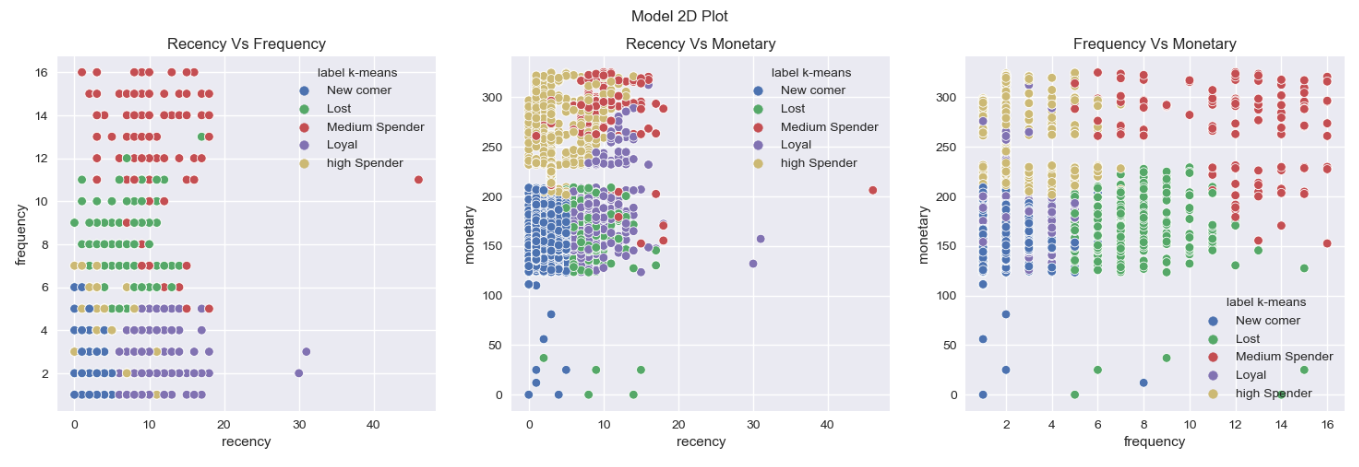 Model 2D Plot
Recency Vs Frequency
label k-means
New comer
Lost
Medium Spender
Loyal
high Spender
16
14
12
10
8
6
4
2
frequency
0
10
20
30
40
recency
Recency Vs Monetary
label k-means
New comer
Lost
Medium Spender
Loyal
high Spender
300
250
200
150
100
50
0
monetary
0
10
20
30
40
recency
Frequency Vs Monetary
300
250
200
150
100
50
0
monetary
label k-means
New comer
Lost
Medium Spender
Loyal
high Spender
2
4
6
8
10
12
14
16
frequency